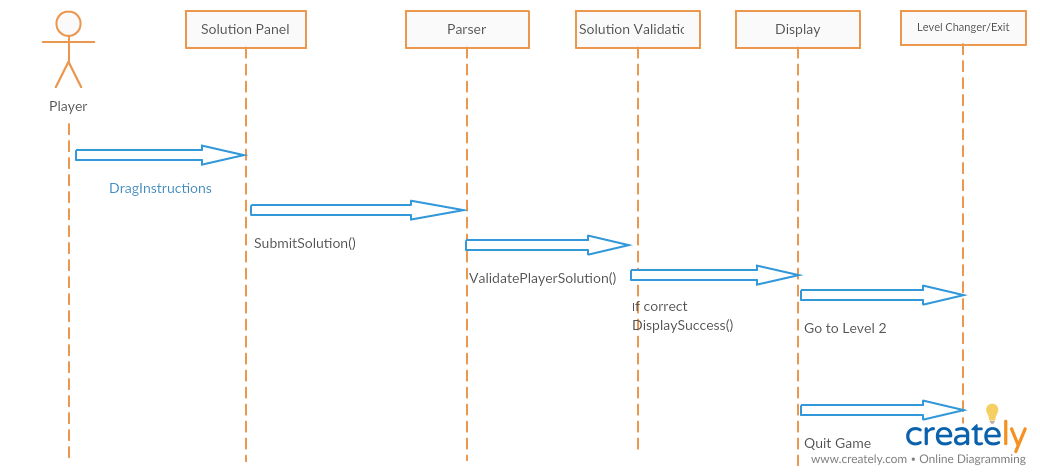 Solution Panel
Parser
Solution Validatic
Display
Level Changer/Exit
Player
DragInstructions
SubmitSolution()
ValidatePlayerSolution()
If correct
DisplaySuccess()
Go to Level 2
Quit Game
creately
www.creately.com • Online Diagramming